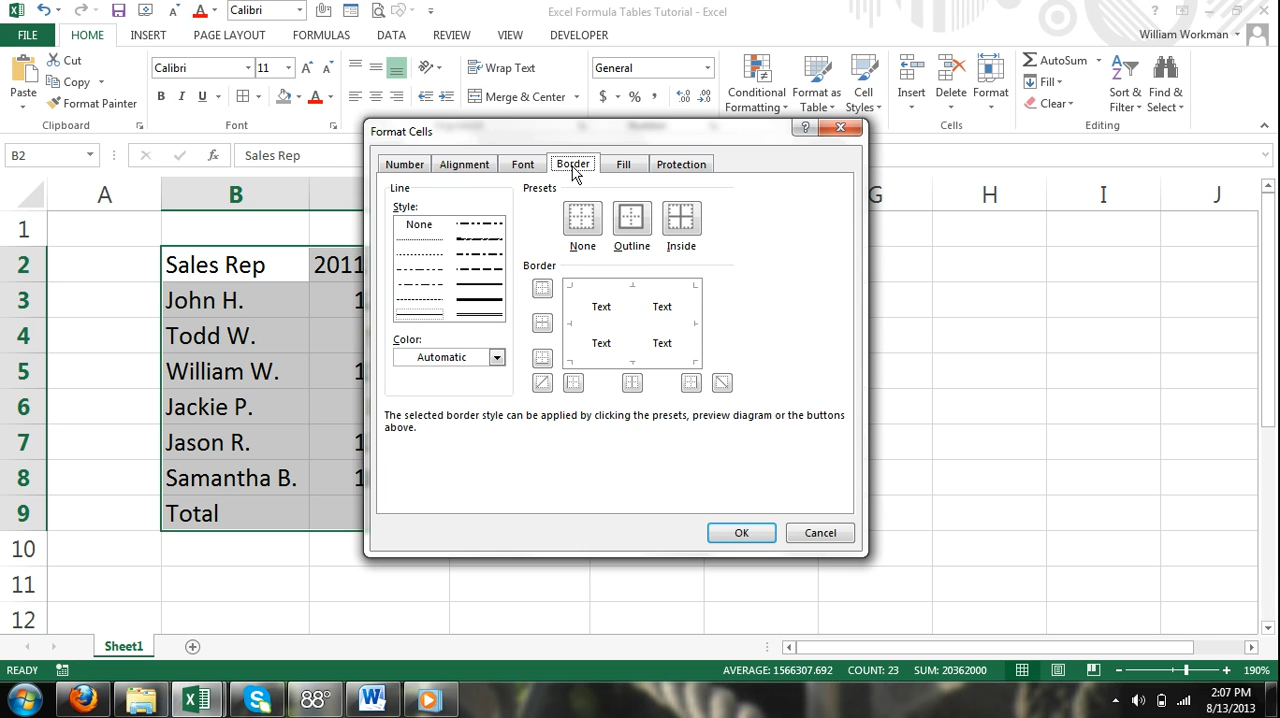 Calibri
Excel Formula Tables Tutorial - Excel
?
FILE HOME INSERT PAGE LAYOUT FORMULAS DATA REVIEW VIEW DEVELOPER William Workman
Paste
Cut
Copy
Format Painter
Clipboard
Calibri 11
B I U
Font
Wrap Text
Merge & Center
General
$ % ,
Conditional Formatting
Format as Table
Cell Styles
Insert Delete Format
Cells
AutoSum
Fill
Clear
Sort & Filter
Find & Select
Editing
B2 fx Sales Rep
A B G H I J
1
2 Sales Rep 2011
3 John H. 1
4 Todd W.
5 William W. 1
6 Jackie P.
7 Jason R. 1
8 Samantha B. 1
9 Total
10
11
12
Format Cells
?
Number Alignment Font Border Fill Protection
Line
Style:
None
Color:
Automatic
Presets
None Outline Inside
Border
Text Text
Text Text
The selected border style can be applied by clicking the presets, preview diagram or the buttons
above.
OK Cancel
Sheet1
READY AVERAGE: 1566307.692 COUNT: 23 SUM: 20362000 190%
88° 2:07 PM
8/13/2013